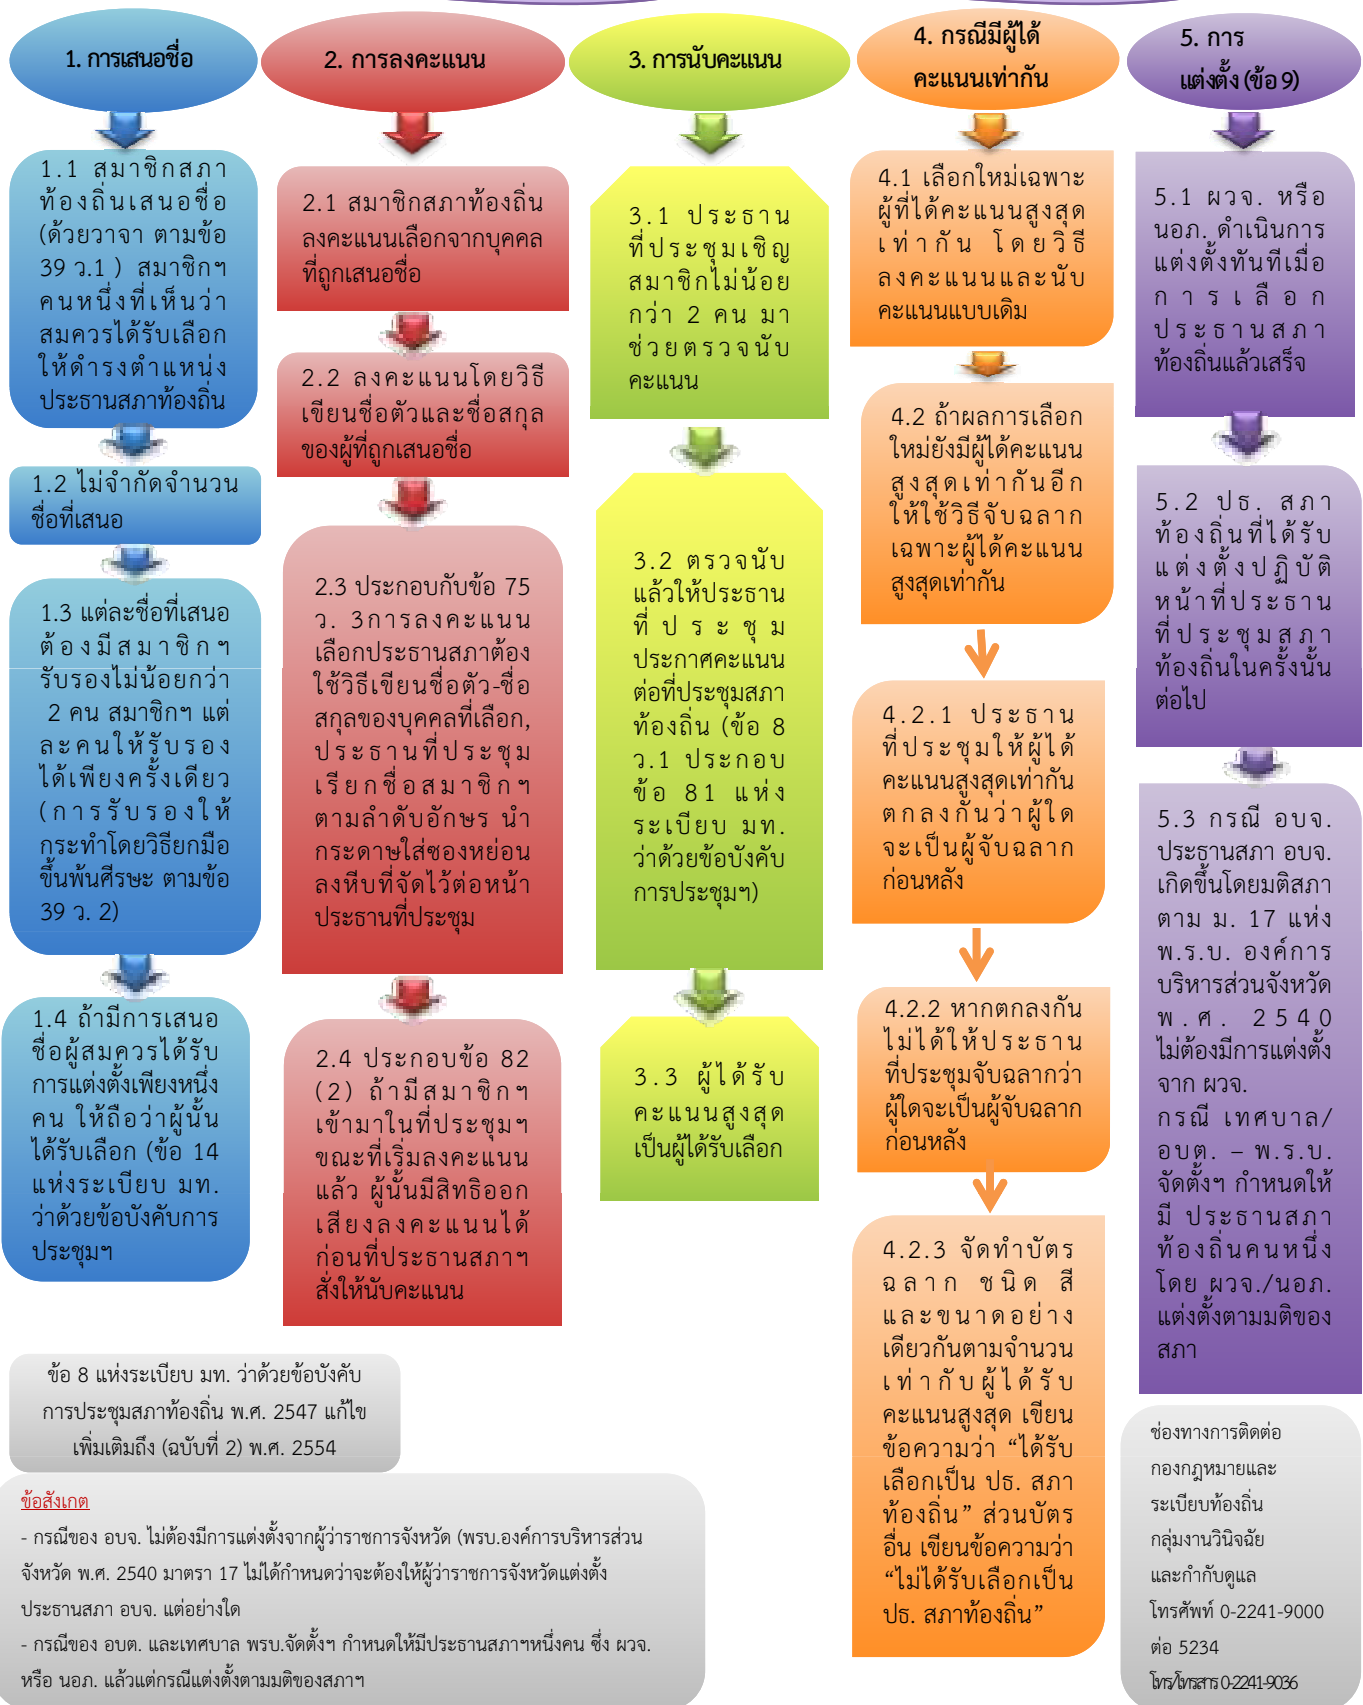 1. การเสนอชื่อ
1.1 สมาชิกสภา
ท้องถิ่นเสนอชื่อ
(ด้วยวาจา ตามข้อ
39 ว.1 ) สมาชิกฯ
คนหนึ่งที่เห็นว่า
สมควรได้รับเลือก
ให้ดำรงตำแหน่ง
ประธานสภาท้องถิ่น
1.2 ไม่จำกัดจำนวน
ชื่อที่เสนอ
1.3 แต่ละชื่อที่เสนอ
ต้องมีสมาชิกฯ
รับรองไม่น้อยกว่า
2 คน สมาชิกฯ แต่
ละคนให้รับรอง
ได้เพียงครั้งเดียว
(การรับรองให้
กระทำโดยวิธียกมือ
ขึ้นพ้นศีรษะ ตามข้อ
39 ว. 2)
1.4 ถ้ามีการเสนอ
ชื่อผู้สมควรได้รับ
การแต่งตั้งเพียงหนึ่ง
คน ให้ถือว่าผู้นั้น
ได้รับเลือก (ข้อ 14
แห่งระเบียบ มท.
ว่าด้วยข้อบังคับการ
ประชุมฯ
2. การลงคะแนน
2.1 สมาชิกสภาท้องถิ่น
ลงคะแนนเลือกจากบุคคล
ที่ถูกเสนอชื่อ
2.2 ลงคะแนนโดยวิธี
เขียนชื่อตัวและชื่อสกุล
ของผู้ที่ถูกเสนอชื่อ
2.3 ประกอบกับข้อ 75
ว. 3การลงคะแนน
เลือกประธานสภาต้อง
ใช้วิธีเขียนชื่อตัว-ชื่อ
สกุลของบุคคลที่เลือก,
ประธานที่ประชุม
เรียกชื่อสมาชิกฯ
ตามลำดับอักษร นำ
กระดาษใส่ซองหย่อน
ลงหีบที่จัดไว้ต่อหน้า
ประธานที่ประชุม
2.4 ประกอบข้อ 82
(2) ถ้ามีสมาชิกฯ
เข้ามาในที่ประชุมฯ
ขณะที่เริ่มลงคะแนน
แล้ว ผู้นั้นมีสิทธิออก
เสียงลงคะแนนได้
ก่อนที่ประธานสภาฯ
สั่งให้นับคะแนน
3. การนับคะแนน
3.1 ประธาน
ที่ประชุมเชิญ
สมาชิกไม่น้อย
กว่า 2 คน มา
ช่วยตรวจนับ
คะแนน
3.2 ตรวจนับ
แล้วให้ประธาน
ที่ประชุม
ประกาศคะแนน
ต่อที่ประชุมสภา
ท้องถิ่น (ข้อ 8
ว.1 ประกอบ
ข้อ 81 แห่ง
ระเบียบ มท.
ว่าด้วยข้อบังคับ
การประชุมฯ)
3.3 ผู้ได้รับ
คะแนนสูงสุด
เป็นผู้ได้รับเลือก
4. กรณีมีผู้ได้
คะแนนเท่ากัน
4.1 เลือกใหม่เฉพาะ
ผู้ที่ได้คะแนนสูงสุด
เท่ากัน โดยวิธี
ลงคะแนนและนับ
คะแนนแบบเดิม
4.2 ถ้าผลการเลือก
ใหม่ยังมีผู้ได้คะแนน
สูงสุดเท่ากันอีก
ให้ใช้วิธีจับฉลาก
เฉพาะผู้ได้คะแนน
สูงสุดเท่ากัน
4.2.1 ประธาน
ที่ประชุมให้ผู้ได้
คะแนนสูงสุดเท่ากัน
ตกลงกันว่าผู้ใด
จะเป็นผู้จับฉลาก
ก่อนหลัง
4.2.2 หากตกลงกัน
ไม่ได้ให้ประธาน
ที่ประชุมจับฉลากว่า
ผู้ใดจะเป็นผู้จับฉลาก
ก่อนหลัง
4.2.3 จัดทำบัตร
ฉลาก ชนิด สี
และขนาดอย่าง
เดียวกันตามจำนวน
เท่ากับผู้ได้รับ
คะแนนสูงสุด เขียน
ข้อความว่า “ได้รับ
เลือกเป็น ปธ. สภา
ท้องถิ่น” ส่วนบัตร
อื่น เขียนข้อความว่า
“ไม่ได้รับเลือกเป็น
ปธ. สภาท้องถิ่น”
5. การ
แต่งตั้ง (ข้อ 9)
5.1 ผวจ. หรือ
นอภ. ดำเนินการ
แต่งตั้งทันทีเมื่อ
การเลือก
ประธานสภา
ท้องถิ่นแล้วเสร็จ
5.2 ปธ. สภา
ท้องถิ่นที่ได้รับ
แต่งตั้งปฏิบัติ
หน้าที่ประธาน
ที่ประชุมสภา
ท้องถิ่นในครั้งนั้น
ต่อไป
5.3 กรณี อบจ.
ประธานสภา อบจ.
เกิดขึ้นโดยมติสภา
ตาม ม. 17 แห่ง
พ.ร.บ. องค์การ
บริหารส่วนจังหวัด
พ.ศ. 2540
ไม่ต้องมีการแต่งตั้ง
จาก ผวจ.
กรณี เทศบาล/
อบต. – พ.ร.บ.
จัดตั้งฯ กำหนดให้
มี ประธานสภา
ท้องถิ่นคนหนึ่ง
โดย ผวจ./นอภ.
แต่งตั้งตามมติของ
สภา
ข้อ 8 แห่งระเบียบ มท. ว่าด้วยข้อบังคับ
การประชุมสภาท้องถิ่น พ.ศ. 2547 แก้ไข
เพิ่มเติมถึง (ฉบับที่ 2) พ.ศ. 2554
ข้อสังเกต
- กรณีของ อบจ. ไม่ต้องมีการแต่งตั้งจากผู้ว่าราชการจังหวัด (พรบ.องค์การบริหารส่วน
จังหวัด พ.ศ. 2540 มาตรา 17 ไม่ได้กำหนดว่าจะต้องให้ผู้ว่าราชการจังหวัดแต่งตั้ง
ประธานสภา อบจ. แต่อย่างใด
- กรณีของ อบต. และเทศบาล พรบ.จัดตั้งฯ กำหนดให้มีประธานสภาฯหนึ่งคน ซึ่ง ผวจ.
หรือ นอภ. แล้วแต่กรณีแต่งตั้งตามมติของสภาฯ
ช่องทางการติดต่อ
กองกฎหมายและ
ระเบียบท้องถิ่น
กลุ่มงานวินิจฉัย
และกำกับดูแล
โทรศัพท์ 0-2241-9000
ต่อ 5234
โทร/โทรสาร 0-2241-9036